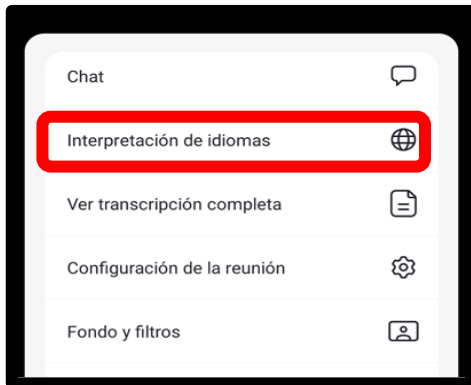 Chat
Interpretación de idiomas
Ver transcripción completa
Configuración de la reunión
Fondo y filtros